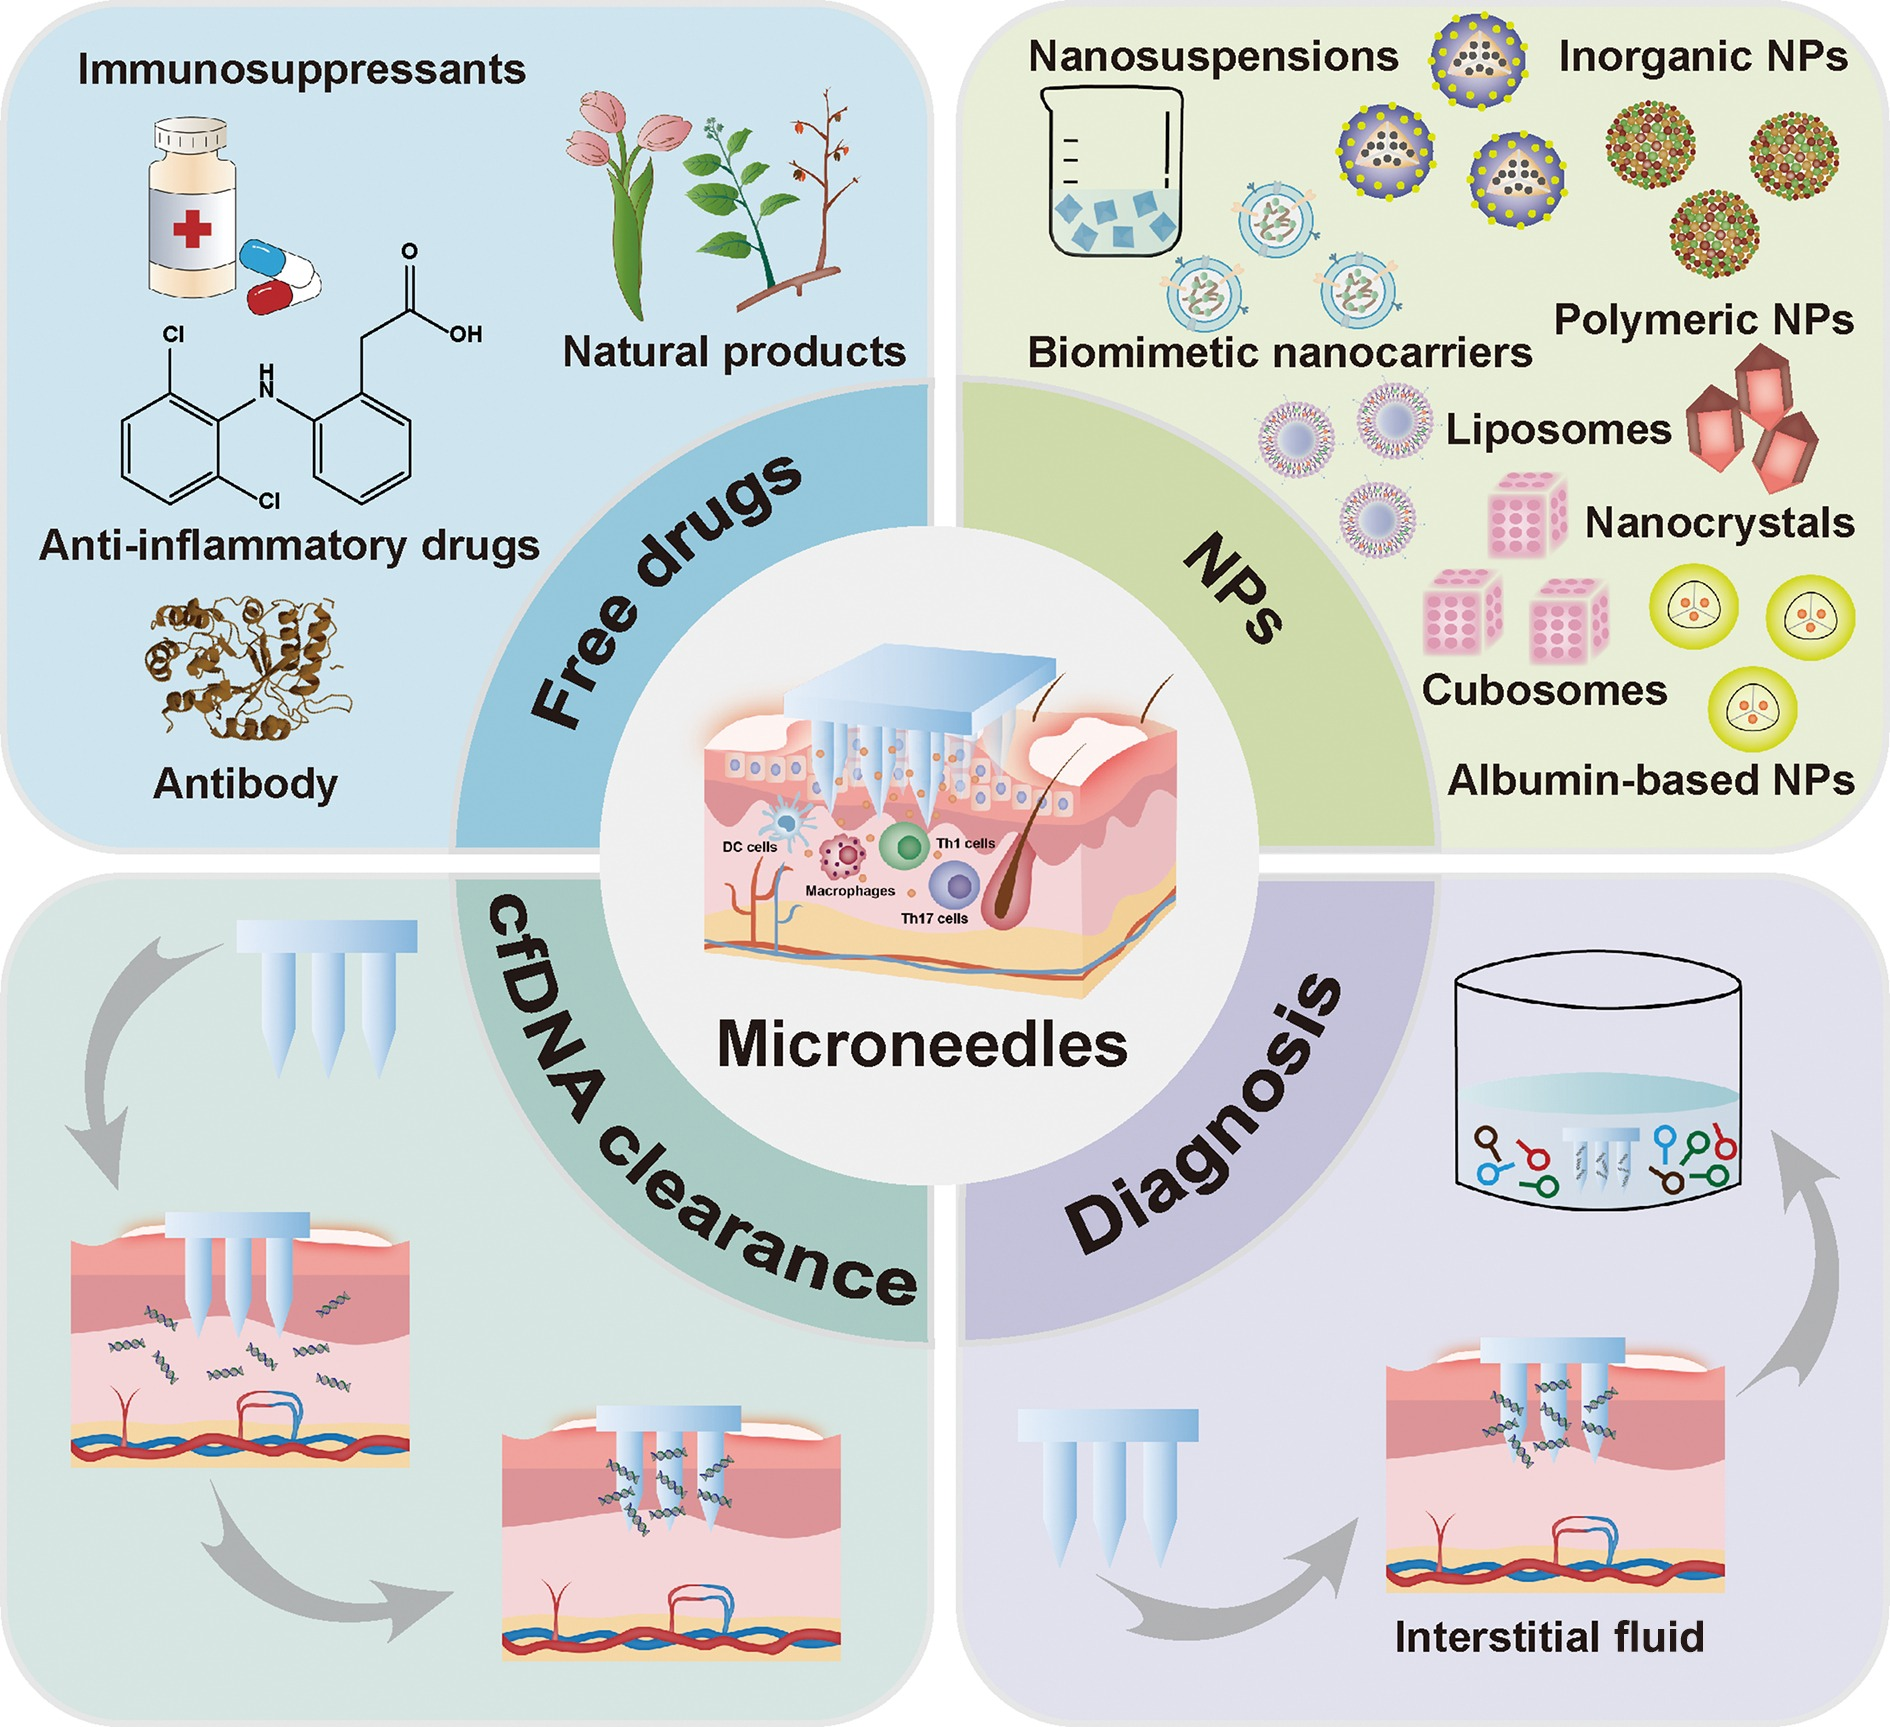 Immunosuppressants
Natural products
O
OH
Cl
H
N
Cl
Anti-inflammatory drugs
Antibody
Free drugs
Nanosuspensions
Inorganic NPs
Polymeric NPs
Biomimetic nanocarriers
Liposomes
Nanocrystals
Cubosomes
Albumin-based NPs
NPs
DC cells
Th1 cells
Macrophages
Th17 cells
Microneedles
cfDNA clearance
Diagnosis
Interstitial fluid